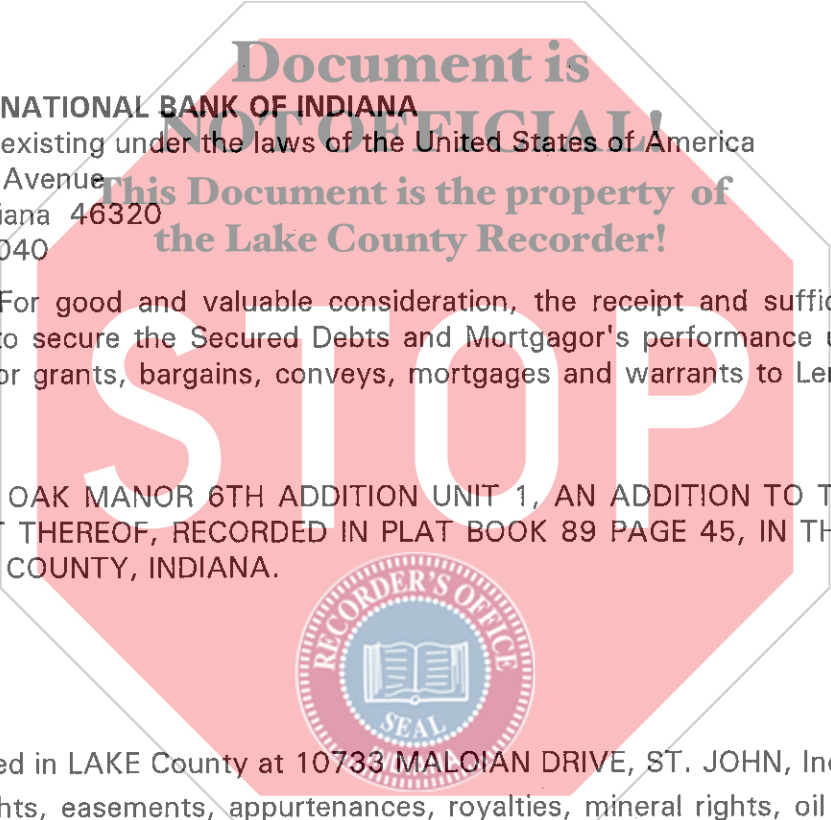 Document is
NATIONAL BANK OF INDIANA
NOT OFFICIAL!
existing under the laws of the United States of America
Avenue
This Document is the property of
iana 46320
the Lake County Recorder!
040
For good and valuable consideration, the receipt and suffic
to secure the Secured Debts and Mortgagor's performance u
or grants, bargains, conveys, mortgages and warrants to Len
STOP
OAK MANOR 6TH ADDITION UNIT 1, AN ADDITION TO T
T THEREOF, RECORDED IN PLAT BOOK 89 PAGE 45, IN TH
COUNTY, INDIANA.
RECORDER'S OFFICE
SEAL
ed in LAKE County at 10733 MALOIAN DRIVE, ST. JOHN, Ind
hts, easements, appurtenances, royalties, mineral rights, oil